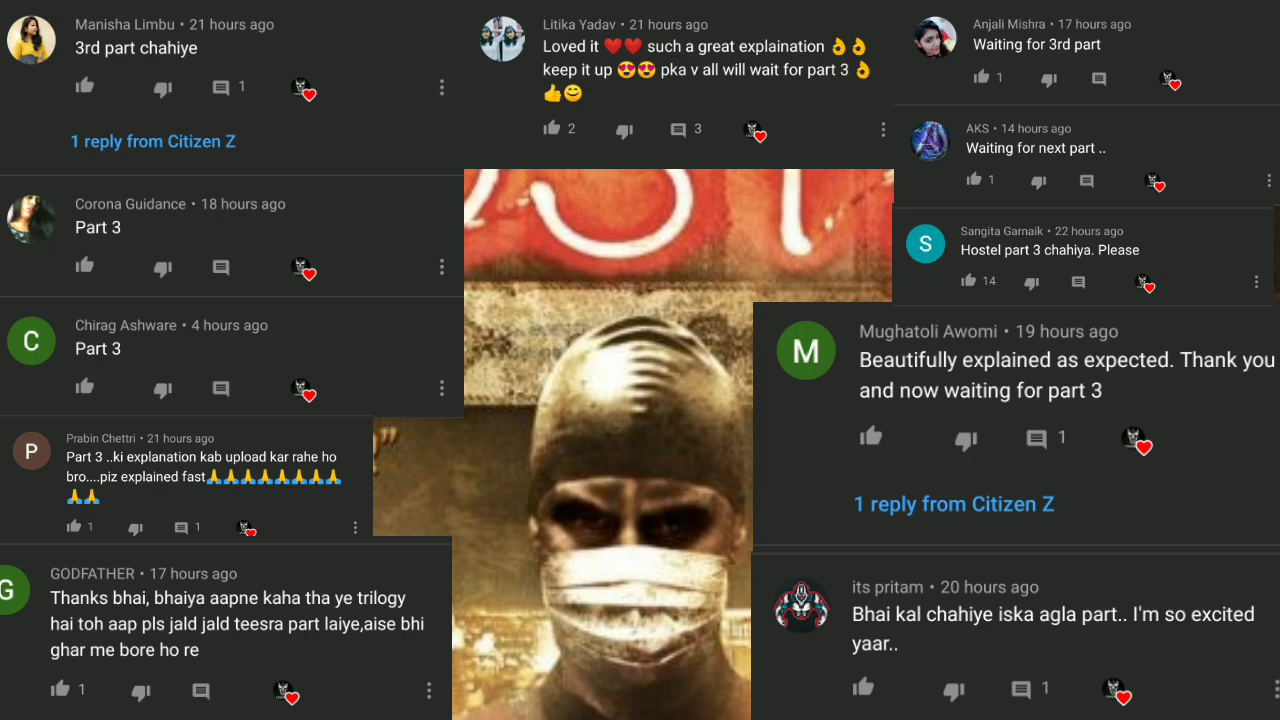 Manisha Limbu • 21 hours ago
3rd part chahiye
1
1 reply from Citizen Z
Corona Guidance • 18 hours ago
Part 3
C
Chirag Ashware • 4 hours ago
Part 3
P
Prabin Chettri • 21 hours ago
Part 3 ..ki explanation kab upload kar rahe ho
bro....piz explained fast🙏🙏🙏🙏🙏🙏🙏🙏
🙏🙏
1 1
G
GODFATHER • 17 hours ago
Thanks bhai, bhaiya aapne kaha tha ye trilogy
hai toh aap pls jald jald teesra part laiye,aise bhi
ghar me bore ho re
1
Litika Yadav • 21 hours ago
Loved it ❤️❤️ such a great explaination 👌👌
keep it up 😍😍 pka v all will wait for part 3 👌
👍😊
2 3
Anjali Mishra • 17 hours ago
Waiting for 3rd part
1
AKS • 14 hours ago
Waiting for next part ..
1
S
Sangita Garnaik • 22 hours ago
Hostel part 3 chahiya. Please
14
M
Mughatoli Awomi • 19 hours ago
Beautifully explained as expected. Thank you
and now waiting for part 3
1
1 reply from Citizen Z
its pritam • 20 hours ago
Bhai kal chahiye iska agla part.. I'm so excited
yaar..
1